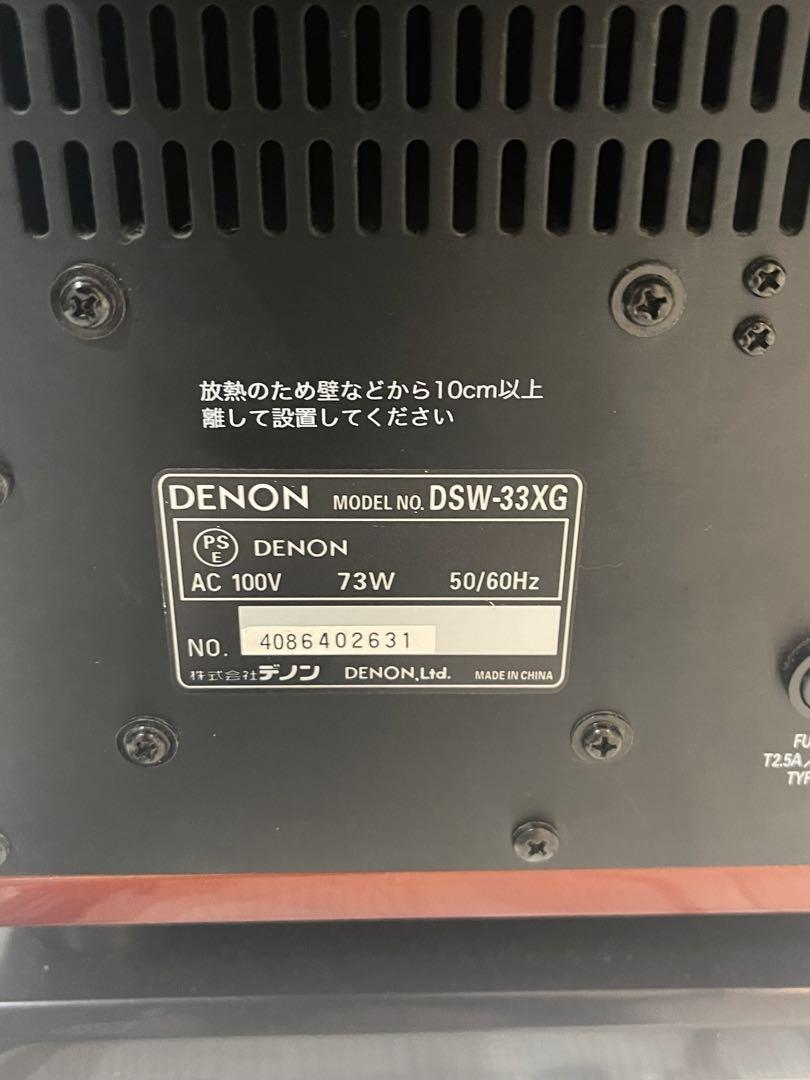 放熱のため壁などから10cm以上
離して設置してください
DENON MODEL NO. DSW-33XG
PS
E
DENON
AC 100V 73W 50/60Hz
NO. 4086402631
株式会社デノン DENON, Ltd. MADE IN CHINA
T2.5A